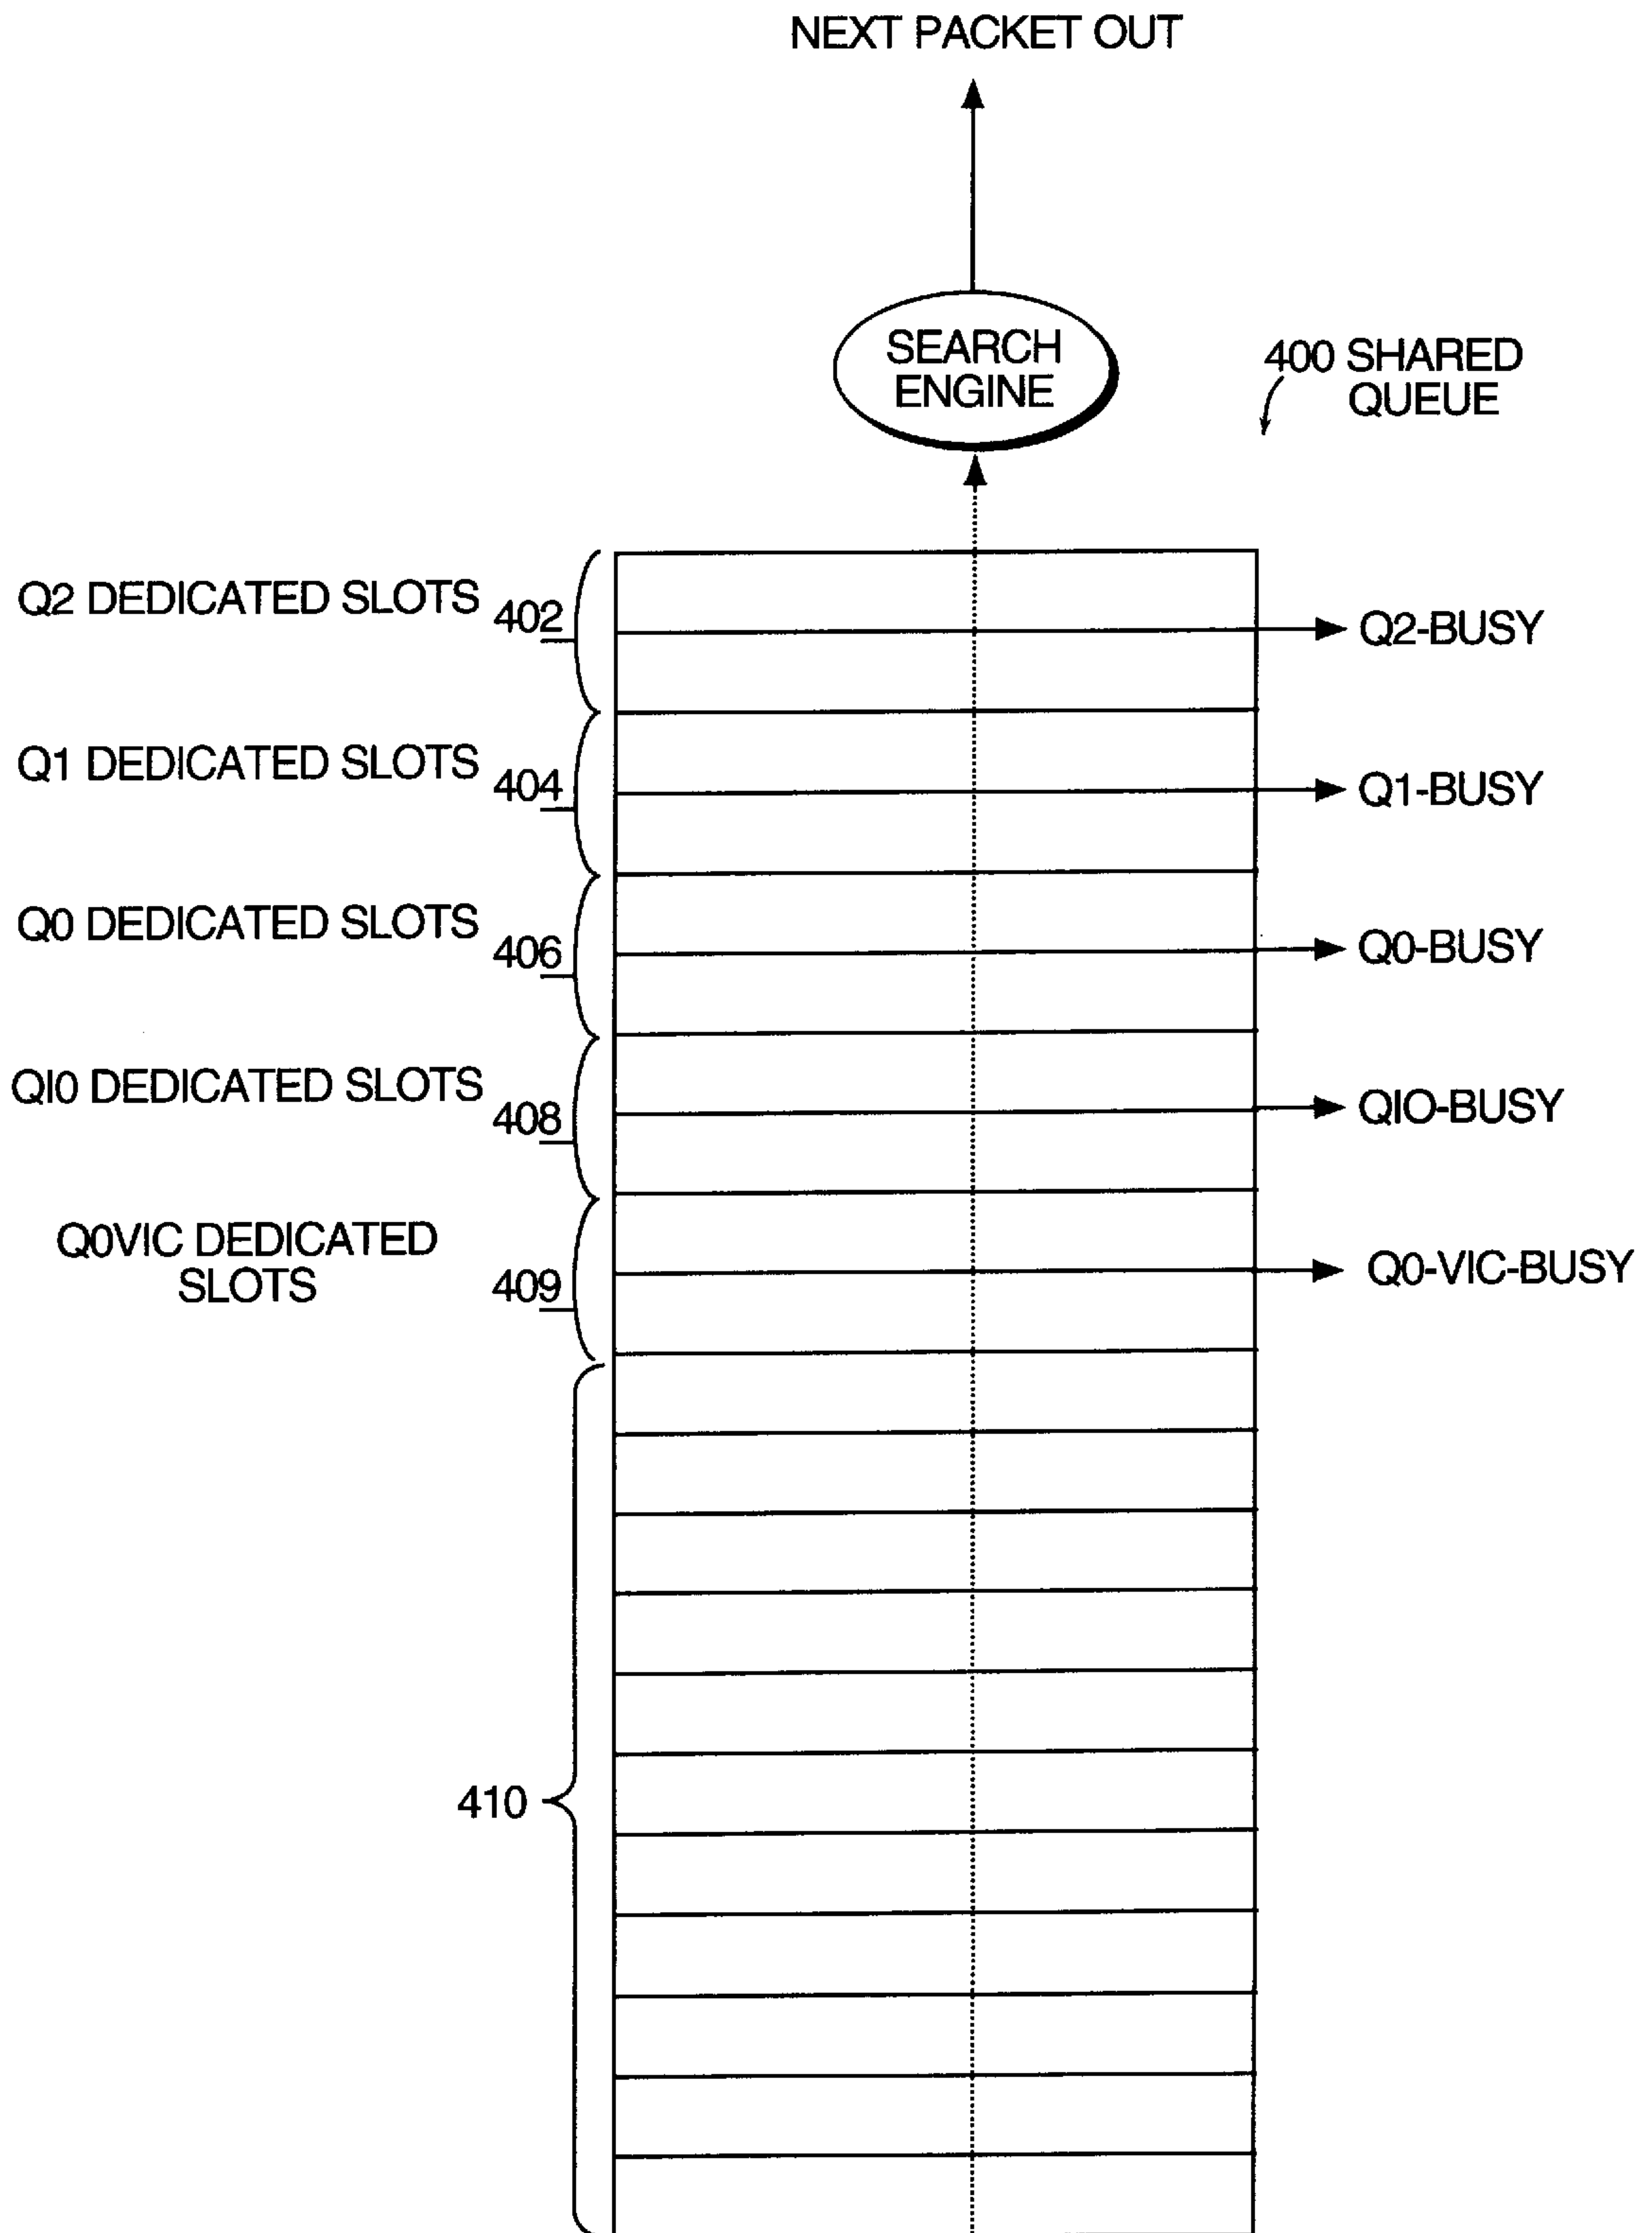 NEXT PACKET OUT
SEARCH
ENGINE
400 SHARED
QUEUE
Q2 DEDICATED SLOTS
402
Q2-BUSY
Q1 DEDICATED SLOTS
404
Q1-BUSY
Q0 DEDICATED SLOTS
406
Q0-BUSY
QI0 DEDICATED SLOTS
408
QIO-BUSY
Q0VIC DEDICATED
SLOTS
409
Q0-VIC-BUSY
410